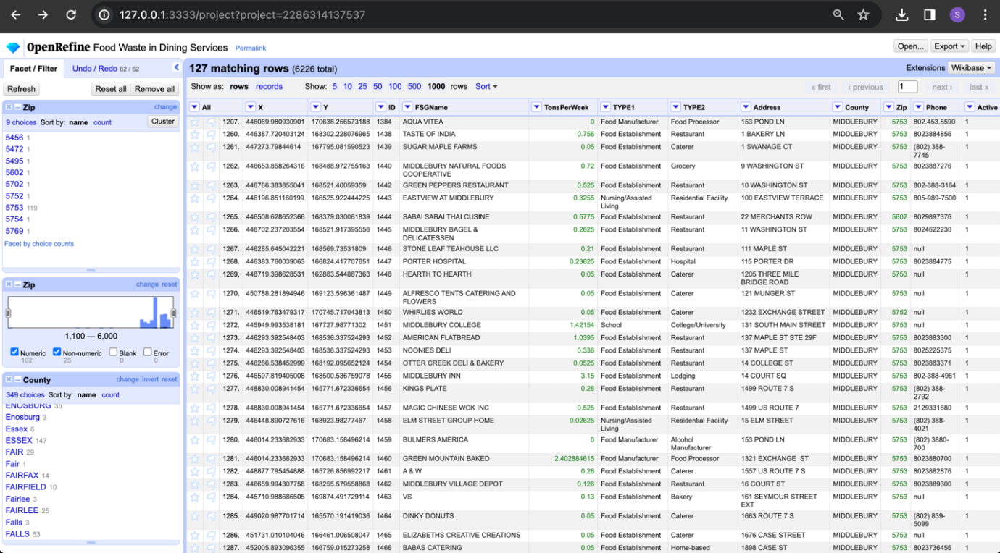 127.0.0.1:3333/project?project=2286314137537
S
OpenRefine Food Waste in Dining Services Permalink
Open... Export Help
Facet / Filter Undo / Redo 62 / 62
127 matching rows (6226 total)
Extensions Wikibase
Refresh Reset all Remove all
Show as: rows records Show: 5 10 25 50 100 500 1000 rows Sort
« first ‹ previous 1 next › last »
Zip change
9 choices Sort by: name count Cluster
5456 1
5472 1
5495 1
5602 1
5702 1
5752 1
5753 119
5754 1
5769 1
Facet by choice counts
Zip change reset
1,100 — 6,000
Numeric Non-numeric Blank Error
102 25 0 0
County change invert reset
349 choices Sort by: name count
ENOSBURG 35
Enosburg 3
Essex 6
ESSEX 147
FAIR 29
Fair 1
FAIRFAX 14
FAIRFIELD 10
Fairlee 3
FAIRLEE 25
Falls 3
FALLS 53
All X Y ID FSGName TonsPerWeek TYPE1 TYPE2 Address County Zip Phone Active
1207. 446069.980930901 170638.256573188 1384 AQUA VITEA 0 Food Manufacturer Food Processor 153 POND LN MIDDLEBURY 5753 802.453.8590 1
1260. 446387.720403124 168302.228076965 1438 TASTE OF INDIA 0.756 Food Establishment Restaurant 1 BAKERY LN MIDDLEBURY 5753 8023884856 1
1261. 447273.79844614 167795.081590523 1439 SUGAR MAPLE FARMS 0.05 Food Establishment Caterer 1 SWANAGE CT MIDDLEBURY 5753 (802) 388-
7745
1
1262. 446653.858264316 168488.972755163 1440 MIDDLEBURY NATURAL FOODS
COOPERATIVE
0.72 Food Establishment Grocery 9 WASHINGTON ST MIDDLEBURY 5753 8023887276 1
1263. 446766.383855041 168521.40059359 1442 GREEN PEPPERS RESTAURANT 0.525 Food Establishment Restaurant 10 WASHINGTON ST MIDDLEBURY 5753 802-388-3164 1
1264. 446196.851160199 166525.922444225 1443 EASTVIEW AT MIDDLEBURY 0.3255 Nursing/Assisted
Living
Residential Facility 100 EASTVIEW TERRACE MIDDLEBURY 5753 805-989-7500 1
1265. 446508.628652366 168379.030061839 1444 SABAI SABAI THAI CUSINE 0.5775 Food Establishment Restaurant 22 MERCHANTS ROW MIDDLEBURY 5602 8029897376 1
1266. 446702.237203554 168521.917395556 1445 MIDDLEBURY BAGEL &
DELICATESSEN
0.2625 Food Establishment Restaurant 11 WASHINGTON ST MIDDLEBURY 5753 8024622230 1
1267. 446285.645042221 168569.73531809 1446 STONE LEAF TEAHOUSE LLC 0.21 Food Establishment Restaurant 111 MAPLE ST MIDDLEBURY 5753 null 1
1268. 446383.760039063 166824.417707651 1447 PORTER HOSPITAL 0.23625 Food Establishment Hospital 115 PORTER DR MIDDLEBURY 5753 8023884775 1
1269. 448719.398628531 162883.544887363 1448 HEARTH TO HEARTH 0.05 Food Establishment Caterer 1205 THREE MILE
BRIDGE ROAD
MIDDLEBURY 5753 null 1
1270. 450788.281894946 169123.596361487 1449 ALFRESCO TENTS CATERING AND
FLOWERS
0.05 Food Establishment Caterer 121 MUNGER ST MIDDLEBURY 5753 null 1
1271. 446519.763479317 170745.717043813 1450 WHIRLIES WORLD 0.05 Food Establishment Caterer 1232 EXCHANGE STREET MIDDLEBURY 5752 null 1
1272. 445949.993538181 167727.98771302 1451 MIDDLEBURY COLLEGE 1.42154 School College/University 131 SOUTH MAIN STREET MIDDLEBURY 5753 null 1
1273. 446293.392548403 168536.337524293 1452 AMERICAN FLATBREAD 1.0395 Food Establishment Restaurant 137 MAPLE ST STE 29F MIDDLEBURY 5753 8023883300 1
1274. 446293.392548403 168536.337524293 1453 NOONIES DELI 0.336 Food Establishment Restaurant 137 MAPLE ST MIDDLEBURY 5753 8025225375 1
1275. 446266.538452999 168192.095652124 1454 OTTER CREEK DELI & BAKERY 0.0525 Food Establishment Restaurant 14 COLLEGE ST MIDDLEBURY 5753 8023883371 1
1276. 446597.819405008 168500.536759078 1455 MIDDLEBURY INN 3.15 Food Establishment Lodging 14 COURT SQ MIDDLEBURY 5753 802-388-4961 1
1277. 448830.008941454 165771.672336654 1456 KINGS PLATE 0.26 Food Establishment Restaurant 1499 ROUTE 7 S MIDDLEBURY 5753 (802) 388-
2792
1
1278. 448830.008941454 165771.672336654 1457 MAGIC CHINESE WOK INC 0.525 Food Establishment Restaurant 1499 US ROUTE 7 MIDDLEBURY 5753 2129331680 1
1279. 446448.890727616 168923.98277467 1458 ELM STREET GROUP HOME 0.02625 Nursing/Assisted
Living
Residential Facility 15 ELM STREET MIDDLEBURY 5753 (802) 388-
4021
1
1280. 446014.233682933 170683.158496214 1459 BULMERS AMERICA 0 Food Manufacturer Alcohol
Manufacturer
153 POND LN MIDDLEBURY 5753 (802) 3880-
700
1
1281. 446014.233682933 170683.158496214 1460 GREEN MOUNTAIN BAKED 2.402884615 Food Manufacturer Food Processor 1321 EXCHANGE ST MIDDLEBURY 5753 8023880700 1
1282. 448877.795454888 165726.856992217 1461 A & W 0.26 Food Establishment Caterer 1557 US ROUTE 7 S MIDDLEBURY 5753 8023882876 1
1283. 446659.994307758 168255.579558868 1462 MIDDLEBURY VILLAGE DEPOT 0.126 Food Establishment Restaurant 16 COURT ST MIDDLEBURY 5753 8023889300 1
1284. 445710.988686505 169874.491729114 1463 VS 0.13 Food Establishment Bakery 161 SEYMOUR STREET
EXT
MIDDLEBURY 5753 null 1
1285. 449020.987701714 165570.191419036 1464 DINKY DONUTS 0.05 Food Establishment Caterer 1663 ROUTE 7 S MIDDLEBURY 5753 (802) 839-
5099
1
1286. 451731.010104046 166461.006508047 1465 ELIZABETHS CREATIVE CREATIONS 0.05 Food Establishment Caterer 1676 CASE STREET MIDDLEBURY 5753 null 1
1287. 452005.893096355 166759.015273258 1466 BABAS CATERING 0.05 Food Establishment Home-based 1898 CASE ST MIDDLEBURY 5753 8023736456 1